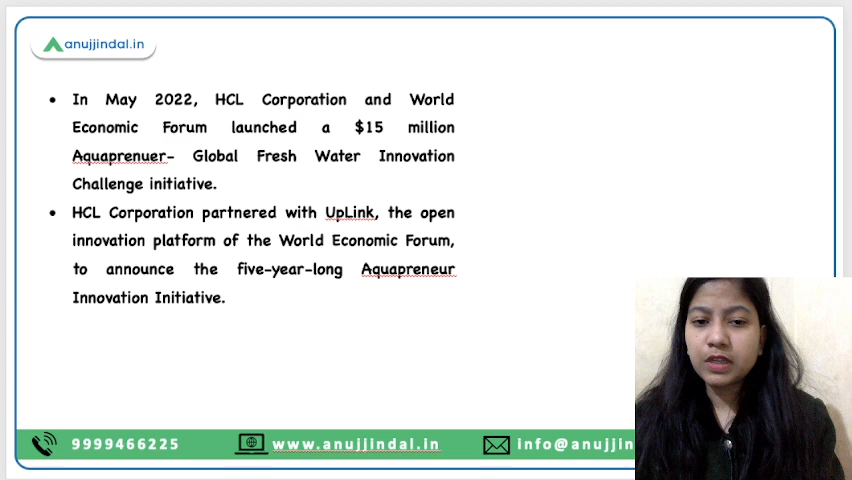 anujjindal.in
• In May 2022, HCL Corporation and World
Economic Forum launched a $15 million
Aquaprenuer- Global Fresh Water Innovation
Challenge initiative.
• HCL Corporation partnered with UpLink, the open
innovation platform of the World Economic Forum,
to announce the five-year-long Aquapreneur
Innovation Initiative.
9999466225 www.anujjindal.in info@anujjin